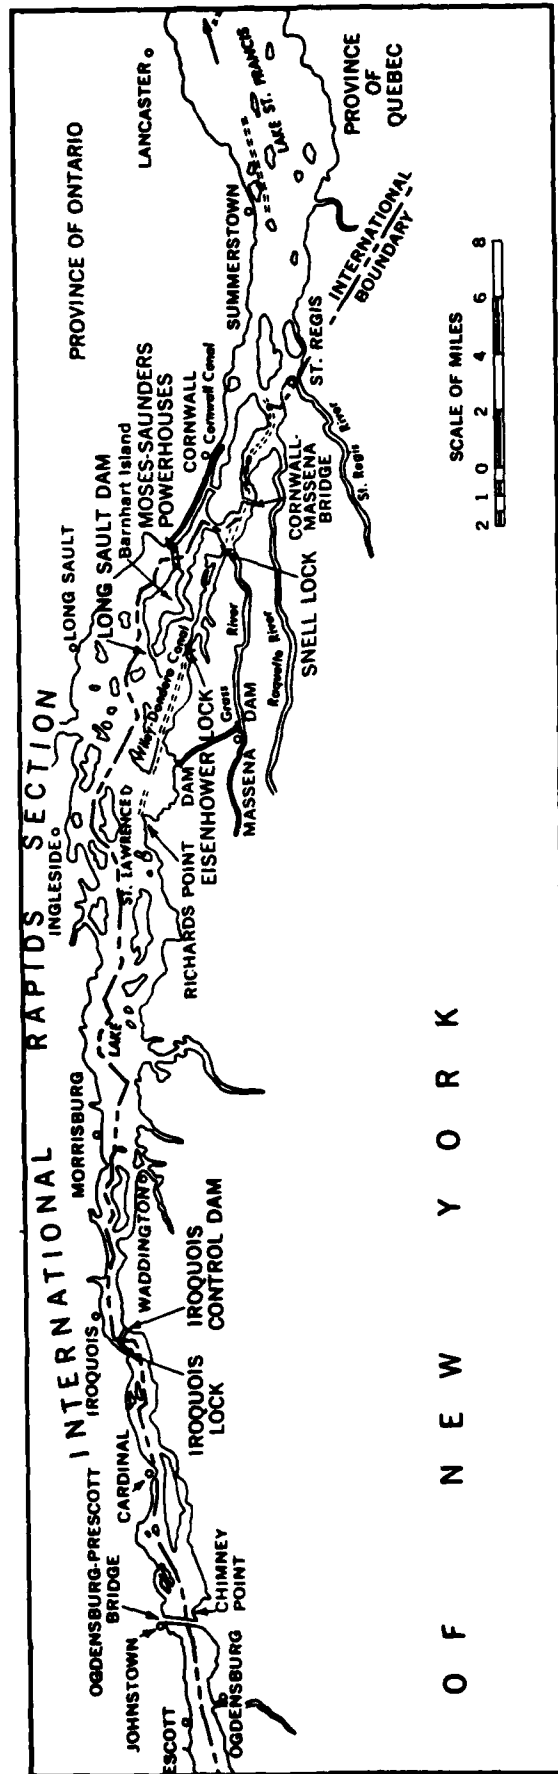 INTERNATIONAL RAPIDS SECTION
PROVINCE OF ONTARIO
LANCASTER
PROVINCE
OF
QUEBEC
LAKE ST. FRANCIS
SUMMERSTOWN
INTERNATIONAL
BOUNDARY
ST. REGIS
St. Regis River
CORNWALL
Cornwall Canal
MOSES-SAUNDERS
POWERHOUSES
Barnhart Island
LONG SAULT DAM
LONG SAULT
CORNWALL-
MASSENA
BRIDGE
SNELL LOCK
Raquette River
Grass River
Wiley-Dondero Canal
EISENHOWER LOCK
MASSENA DAM
RICHARDS POINT
DAM
INGLESIDE
LAKE ST. LAWRENCE
MORRISBURG
WADDINGTON
IROQUOIS
IROQUOIS
CONTROL DAM
IROQUOIS
LOCK
CARDINAL
OGDENSBURG-PRESCOTT
BRIDGE
JOHNSTOWN
CHIMNEY
POINT
ESCOTT
OGDENSBURG
OF NEW YORK
SCALE OF MILES
2 1 0 2 4 6 8